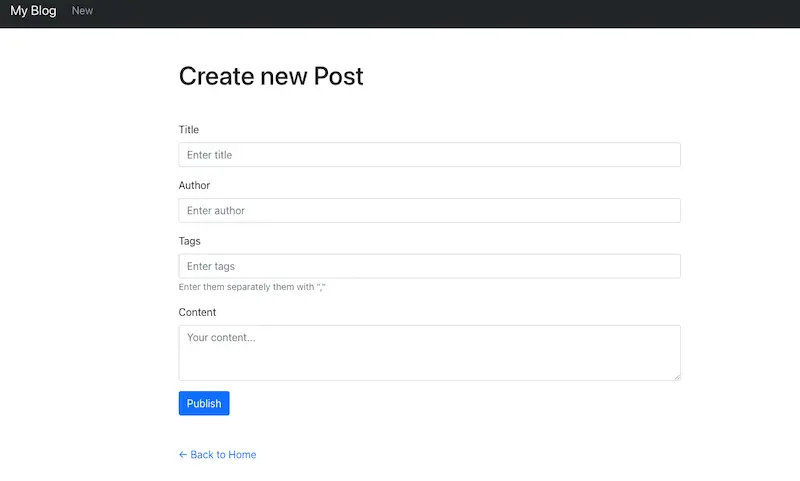 My Blog New
Create new Post
Title
Enter title
Author
Enter author
Tags
Enter tags
Enter them separately them with ","
Content
Your content...
Publish
← Back to Home